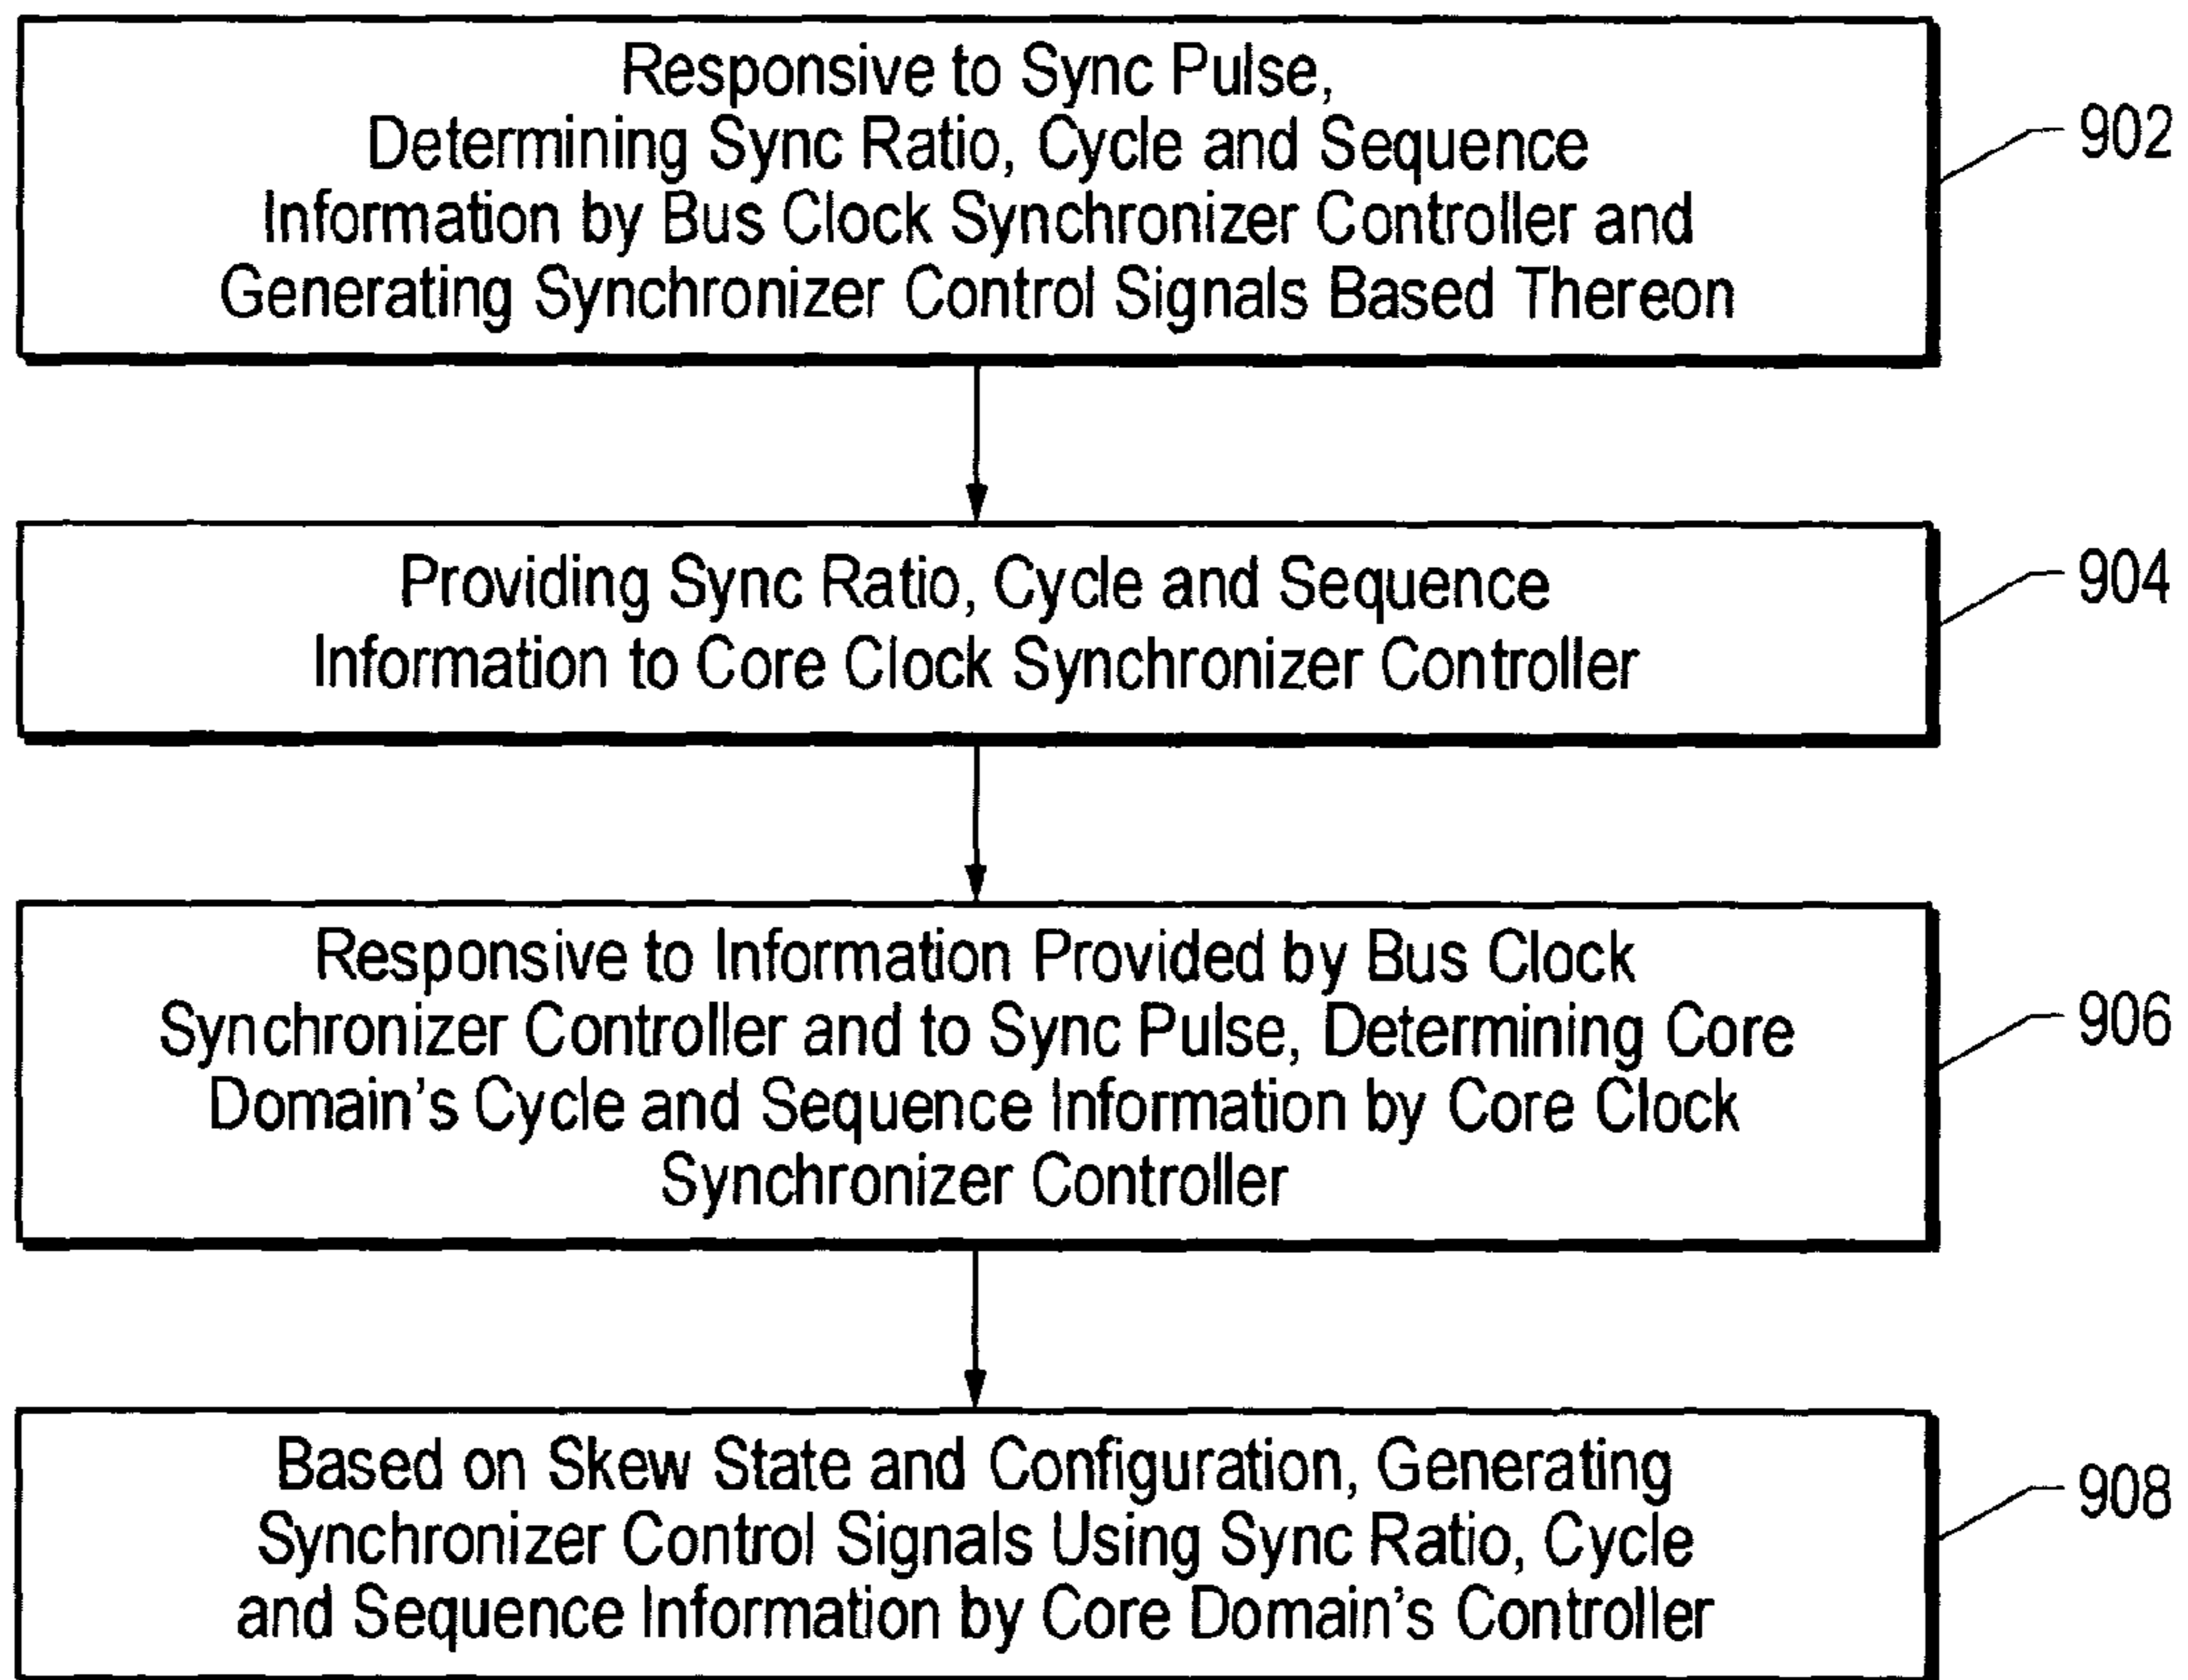 Responsive to Sync Pulse,
Determining Sync Ratio, Cycle and Sequence
Information by Bus Clock Synchronizer Controller and
Generating Synchronizer Control Signals Based Thereon
902
Providing Sync Ratio, Cycle and Sequence
Information to Core Clock Synchronizer Controller
904
Responsive to Information Provided by Bus Clock
Synchronizer Controller and to Sync Pulse, Determining Core
Domain's Cycle and Sequence Information by Core Clock
Synchronizer Controller
906
Based on Skew State and Configuration, Generating
Synchronizer Control Signals Using Sync Ratio, Cycle
and Sequence Information by Core Domain's Controller
908